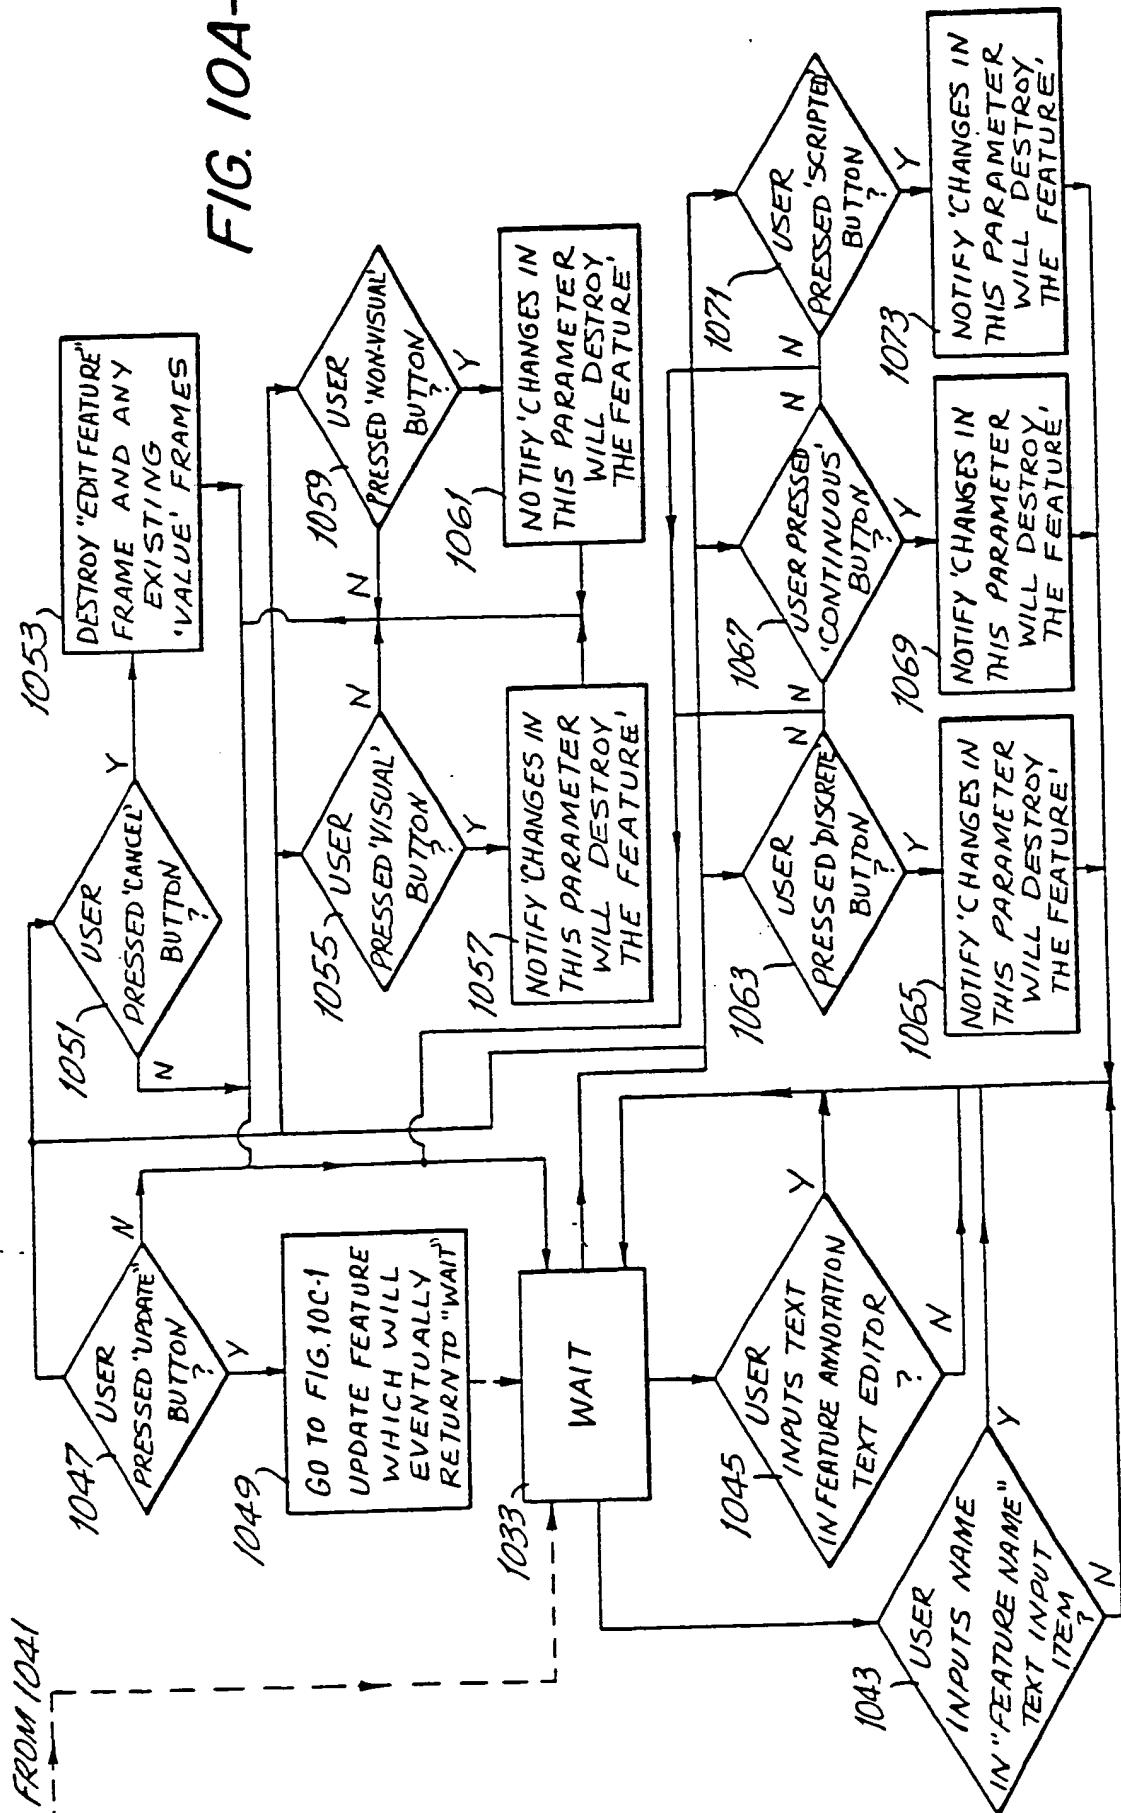 FROM 1041
FIG. 10A-
1047
USER
PRESSED "UPDATE"
BUTTON
?
N
Y
1049
GO TO FIG. 10C-1
UPDATE FEATURE
WHICH WILL
EVENTUALLY
RETURN TO "WAIT"
1033
WAIT
1045
USER
INPUTS TEXT
IN FEATURE ANNOTATION
TEXT EDITOR
?
Y
N
1043
USER
INPUTS NAME
IN "FEATURE NAME"
TEXT INPUT
ITEM
?
Y
N
1051
USER
PRESSED 'CANCEL'
BUTTON
?
N
Y
1053
DESTROY "EDIT FEATURE"
FRAME AND ANY
EXISTING
'VALUE' FRAMES
1055
USER
PRESSED 'VISUAL'
BUTTON
?
N
Y
1057
NOTIFY 'CHANGES IN
THIS PARAMETER
WILL DESTROY
THE FEATURE'
1059
USER
PRESSED 'NON-VISUAL'
BUTTON
?
N
Y
1061
NOTIFY 'CHANGES IN
THIS PARAMETER
WILL DESTROY
THE FEATURE'
1063
USER
PRESSED 'DISCRETE'
BUTTON
?
N
Y
1065
NOTIFY 'CHANGES IN
THIS PARAMETER
WILL DESTROY
THE FEATURE'
1067
USER PRESSED
'CONTINUOUS'
BUTTON
?
N
N
Y
1069
NOTIFY 'CHANGES IN
THIS PARAMETER
WILL DESTROY
THE FEATURE'
1071
USER
PRESSED 'SCRIPTED'
BUTTON
?
N
Y
1073
NOTIFY 'CHANGES IN
THIS PARAMETER
WILL DESTROY
THE FEATURE'